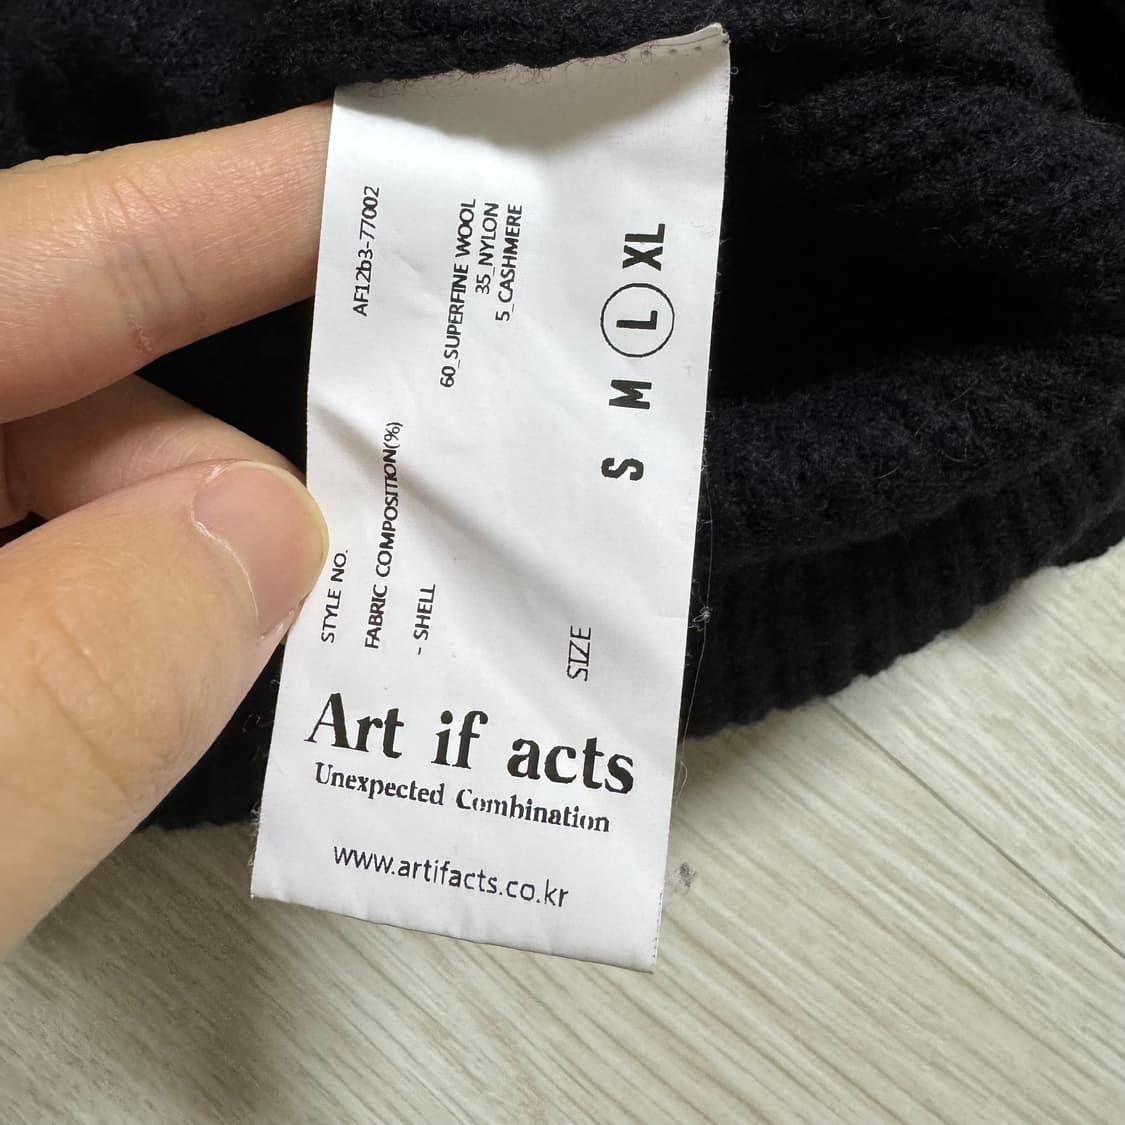 STYLE NO. AF12b3-77002
FABRIC COMPOSITION(%)
- SHELL 60_SUPERFINE WOOL
35_NYLON
5_CASHMERE
SIZE S M L XL
Art if acts
Unexpected Combination
www.artifacts.co.kr